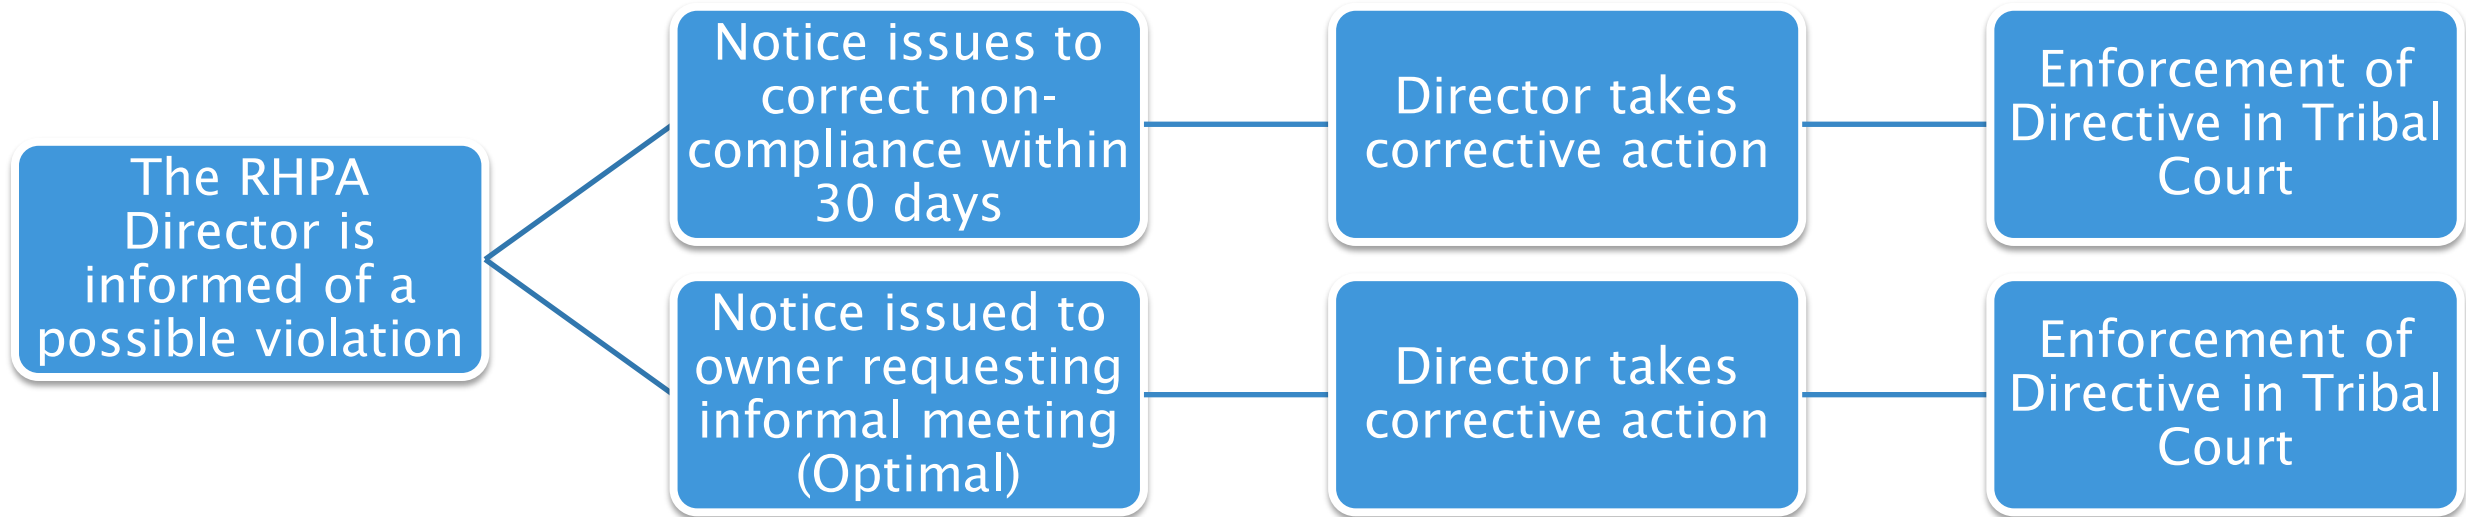 The RHPA
Director is
informed of a
possible violation
Notice issues to
correct non-
compliance within
30 days
Director takes
corrective action
Enforcement of
Directive in Tribal
Court
Notice issued to
owner requesting
informal meeting
(Optimal)
Director takes
corrective action
Enforcement of
Directive in Tribal
Court